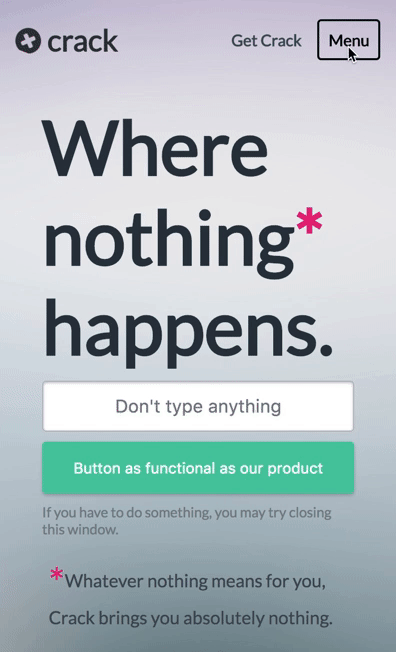 crack
Get Crack
Menu
Where
nothing*
happens.
Don't type anything
Button as functional as our product
If you have to do something, you may try closing
this window.
*Whatever nothing means for you,
Crack brings you absolutely nothing.